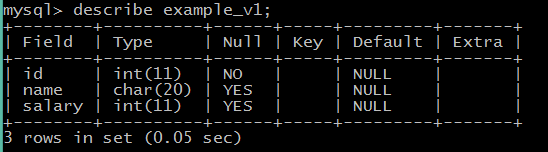 mysql> describe example_v1;
+--------+----------+------+-----+---------+-------+
| Field  | Type     | Null | Key | Default | Extra |
+--------+----------+------+-----+---------+-------+
| id     | int(11)  | NO   |     | NULL    |       |
| name   | char(20) | YES  |     | NULL    |       |
| salary | int(11)  | YES  |     | NULL    |       |
+--------+----------+------+-----+---------+-------+
3 rows in set (0.05 sec)